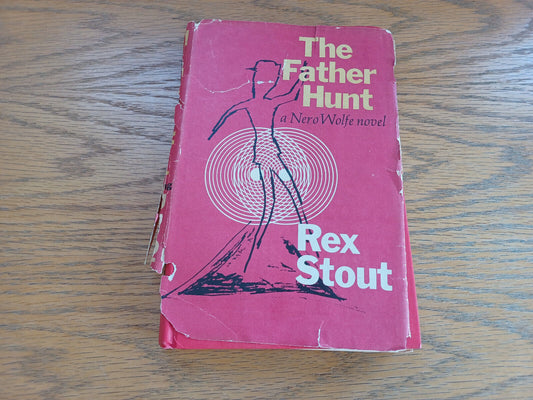 The
Father
Hunt
a Nero Wolfe novel
Rex
Stout